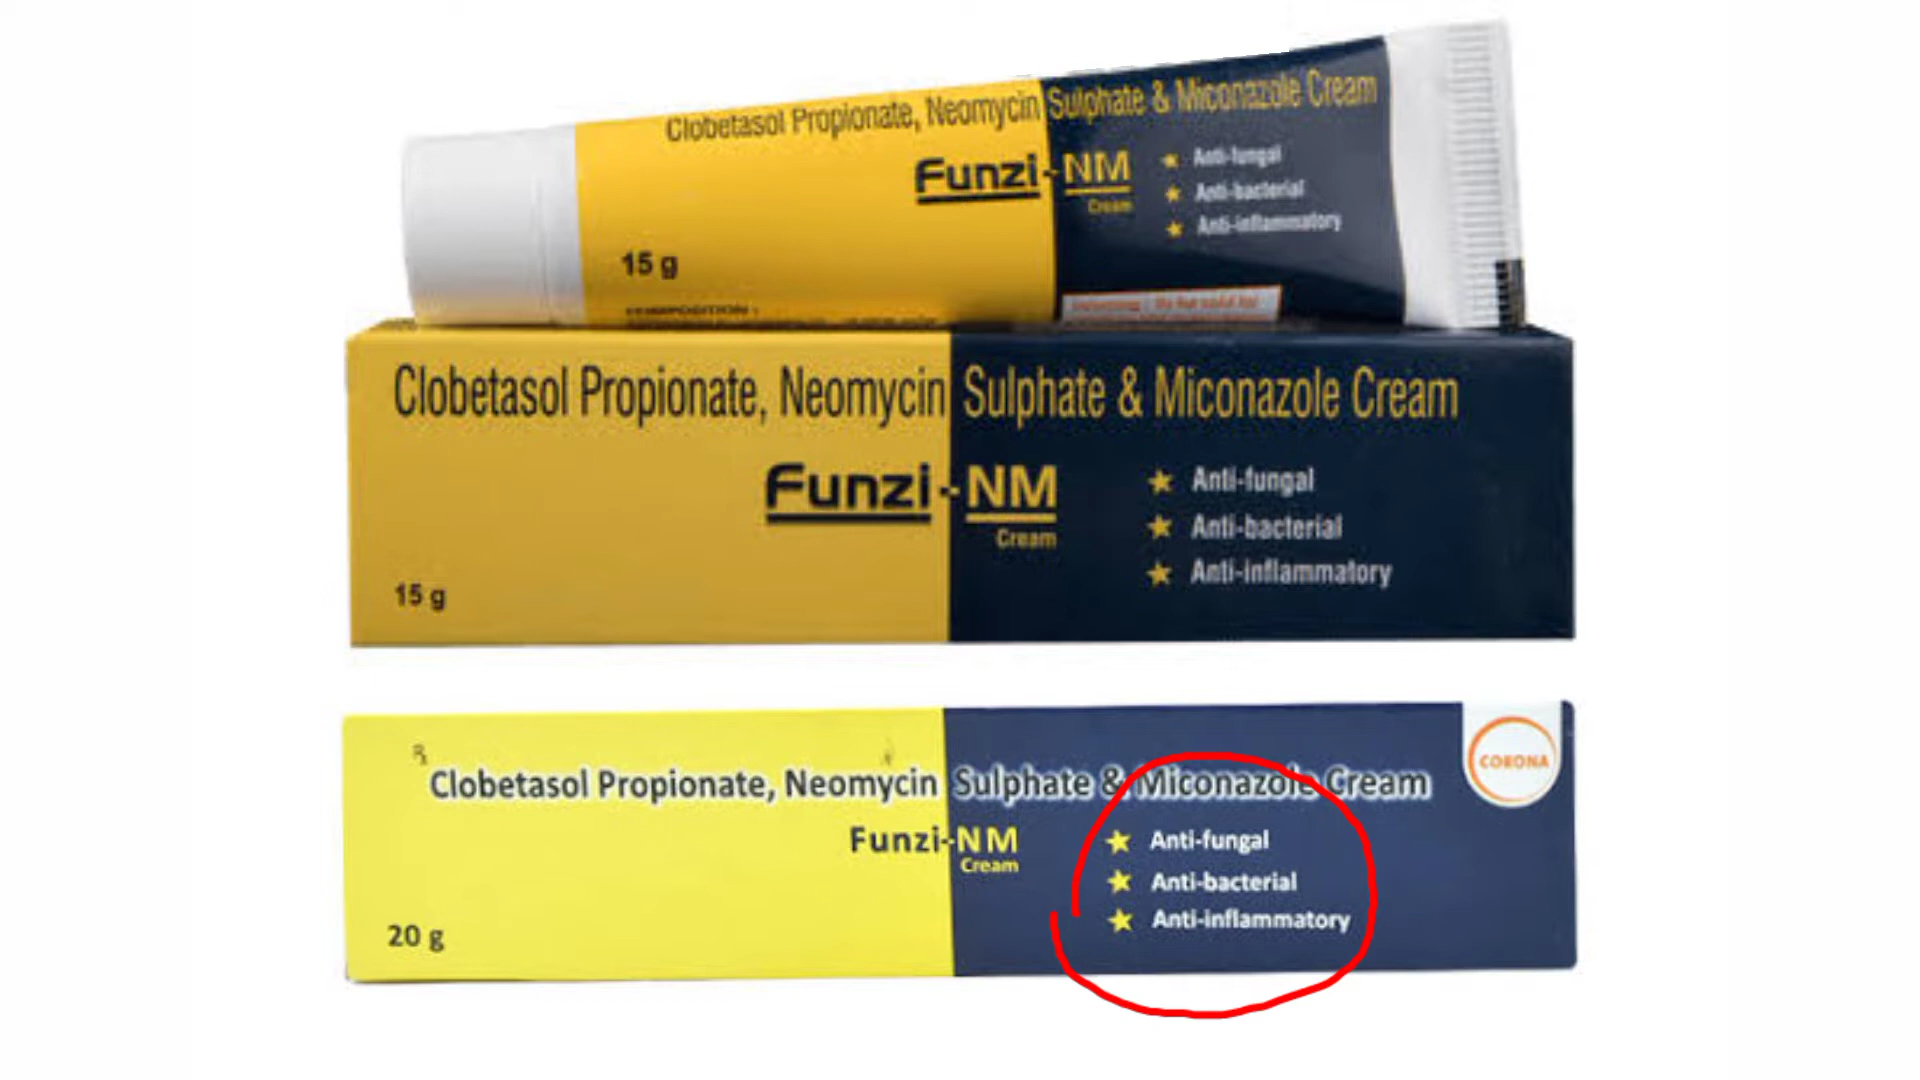 Clobetasol Propionate, Neomycin Sulphate & Miconazole Cream
Funzi-NM
Cream
★ Anti-fungal
★ Anti-bacterial
★ Anti-inflammatory
15 g
COMPOSITION :
Clobetasol Propionate, Neomycin Sulphate & Miconazole Cream
Funzi-NM
Cream
★ Anti-fungal
★ Anti-bacterial
★ Anti-inflammatory
15 g
CORONA
Rx
Clobetasol Propionate, Neomycin Sulphate & Miconazole Cream
Funzi-NM
Cream
★ Anti-fungal
★ Anti-bacterial
★ Anti-inflammatory
20 g